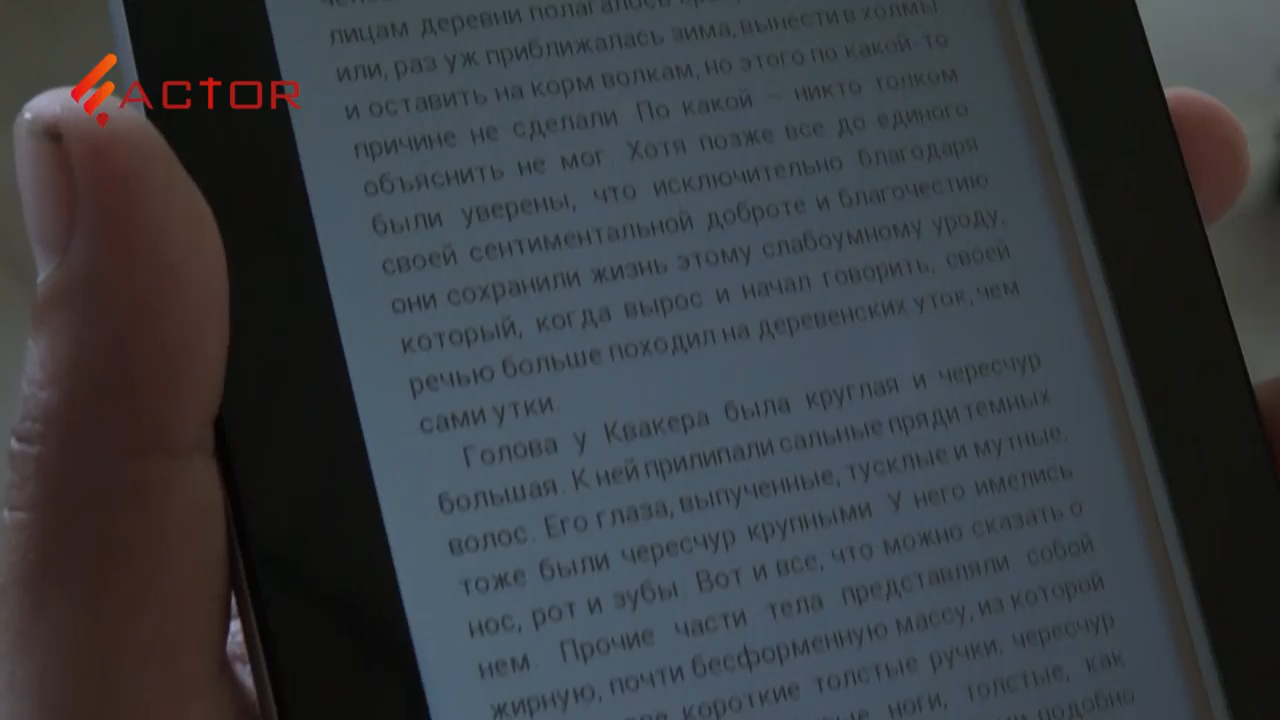 ACTOR
лицам деревни полагалось
или, раз уж приближалась зима, вынести в холмы
и оставить на корм волкам, но этого по какой-то
причине не сделали. По какой – никто толком
объяснить не мог. Хотя позже все до единого
были уверены, что исключительно благодаря
своей сентиментальной доброте и благочестию
они сохранили жизнь этому слабоумному уроду,
который, когда вырос и начал говорить, своей
речью больше походил на деревенских уток, чем
сами утки.
Голова у Квакера была круглая и чересчур
большая. К ней прилипали сальные пряди темных
волос. Его глаза, выпученные, тусклые и мутные,
тоже были чересчур крупными. У него имелись
нос, рот и зубы. Вот и все, что можно сказать о
нем. Прочие части тела представляли собой
жирную, почти бесформенную массу, из которой
короткие толстые ручки, чересчур
ноги, толстые, как
подобно